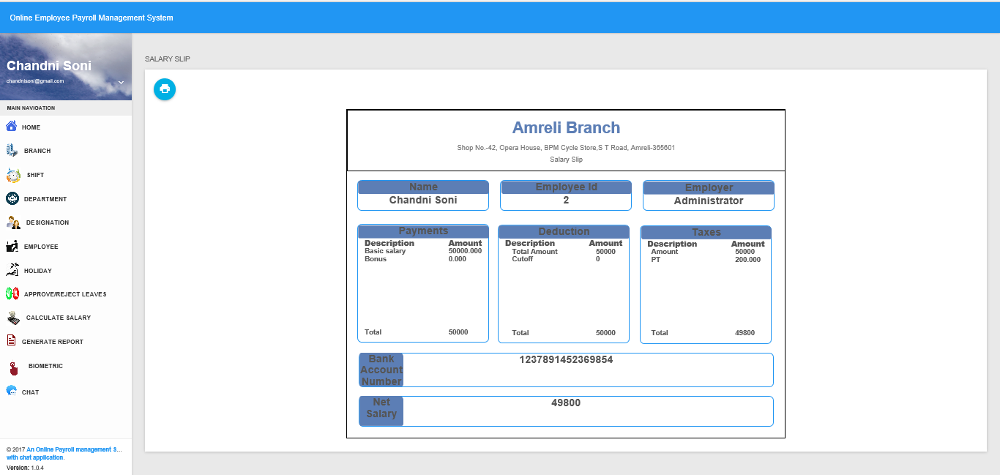 Online Employee Payroll Management System
Chandni Soni
chandnisoni@gmail.com
MAIN NAVIGATION
HOME
BRANCH
SHIFT
DEPARTMENT
DESIGNATION
EMPLOYEE
HOLIDAY
APPROVE/REJECT LEAVES
CALCULATE SALARY
GENERATE REPORT
BIOMETRIC
CHAT
© 2017 An Online Payroll management S...
with chat application.
Version: 1.0.4
SALARY SLIP
Amreli Branch
Shop No.-42, Opera House, BPM Cycle Store,S T Road, Amreli-365601
Salary Slip
Name
Chandni Soni
Employee Id
2
Employer
Administrator
Payments
Description Amount
Basic salary 50000.000
Bonus 0.000
Total 50000
Deduction
Description Amount
Total Amount 50000
Cutoff 0
Total 50000
Taxes
Description Amount
Amount 50000
PT 200.000
Total 49800
Bank
Account
Number
1237891452369854
Net
Salary
49800